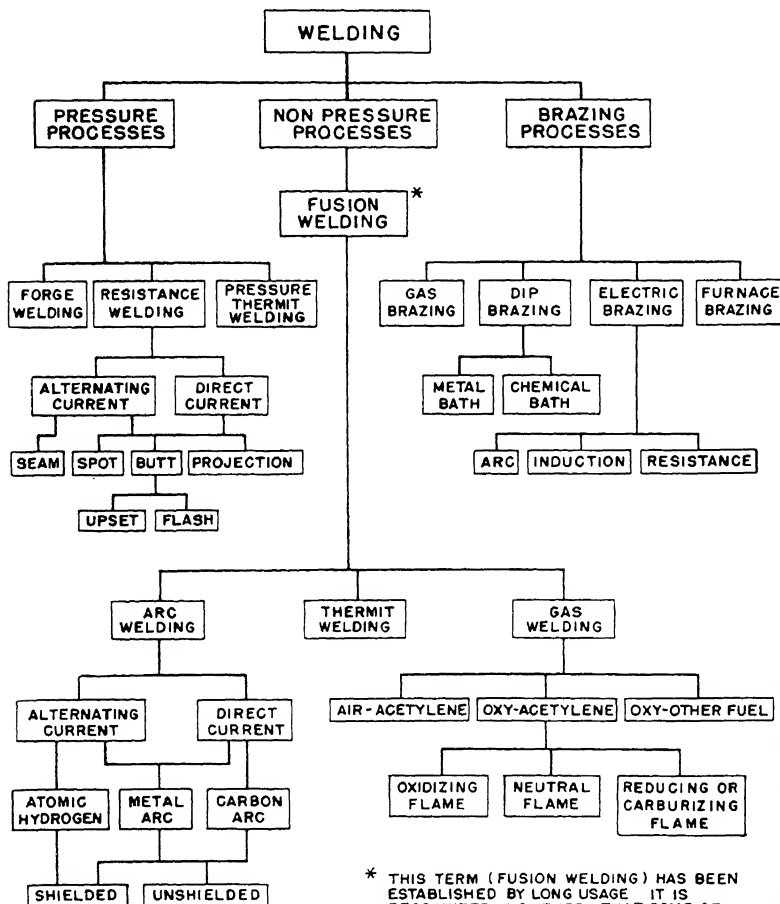 WELDING
PRESSURE
PROCESSES
NON PRESSURE
PROCESSES
BRAZING
PROCESSES
FUSION
WELDING
*
FORGE
WELDING
RESISTANCE
WELDING
PRESSURE
THERMIT
WELDING
GAS
BRAZING
DIP
BRAZING
ELECTRIC
BRAZING
FURNACE
BRAZING
ALTERNATING
CURRENT
DIRECT
CURRENT
METAL
BATH
CHEMICAL
BATH
SEAM
SPOT
BUTT
PROJECTION
ARC
INDUCTION
RESISTANCE
UPSET
FLASH
ARC
WELDING
THERMIT
WELDING
GAS
WELDING
ALTERNATING
CURRENT
DIRECT
CURRENT
AIR-ACETYLENE
OXY-ACETYLENE
OXY-OTHER FUEL
ATOMIC
HYDROGEN
METAL
ARC
CARBON
ARC
OXIDIZING
FLAME
NEUTRAL
FLAME
REDUCING OR
CARBURIZING
FLAME
SHIELDED
UNSHIELDED
* THIS TERM (FUSION WELDING) HAS BEEN
ESTABLISHED BY LONG USAGE IT IS